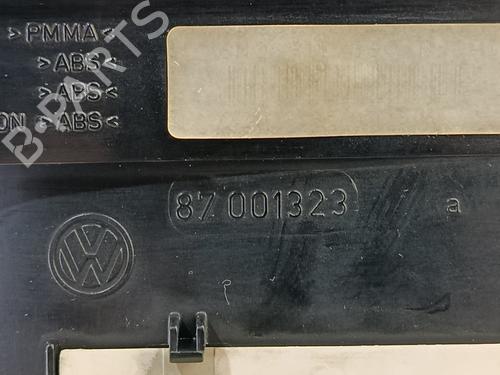 >PMMA<
>ABS<
>ABS<
ON >ABS<
B-PARTS
87 001323
a